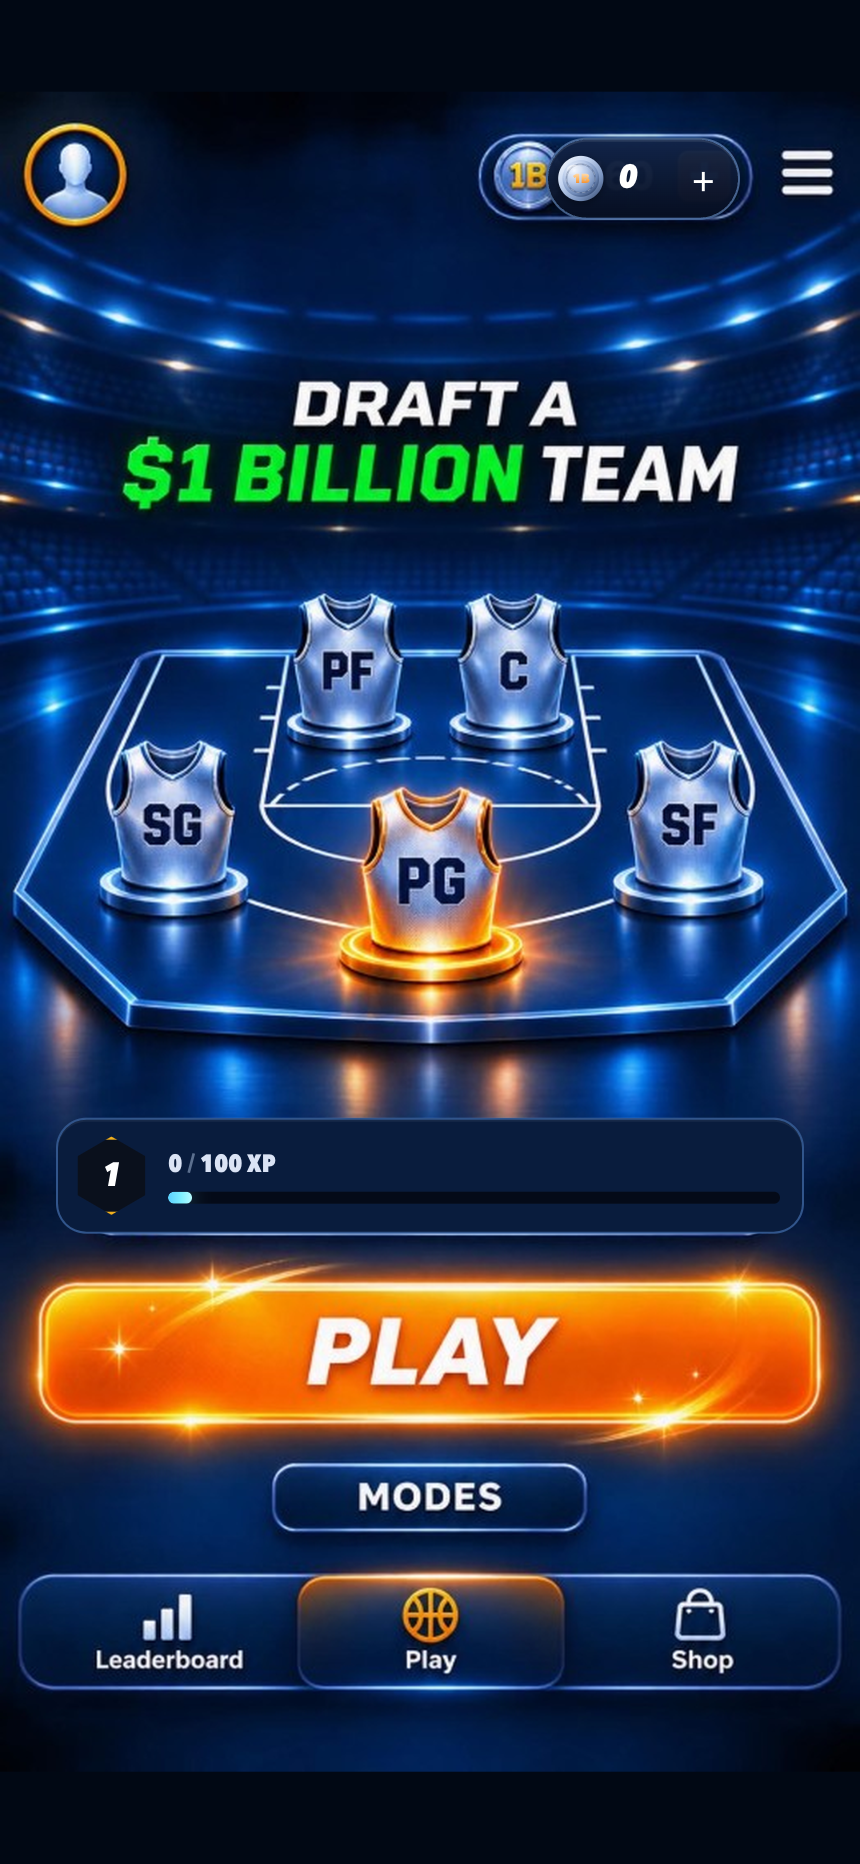 1B
0
+
DRAFT A
$1 BILLION TEAM
PF
C
SG
SF
PG
1
0 / 100 XP
PLAY
MODES
Leaderboard
Play
Shop